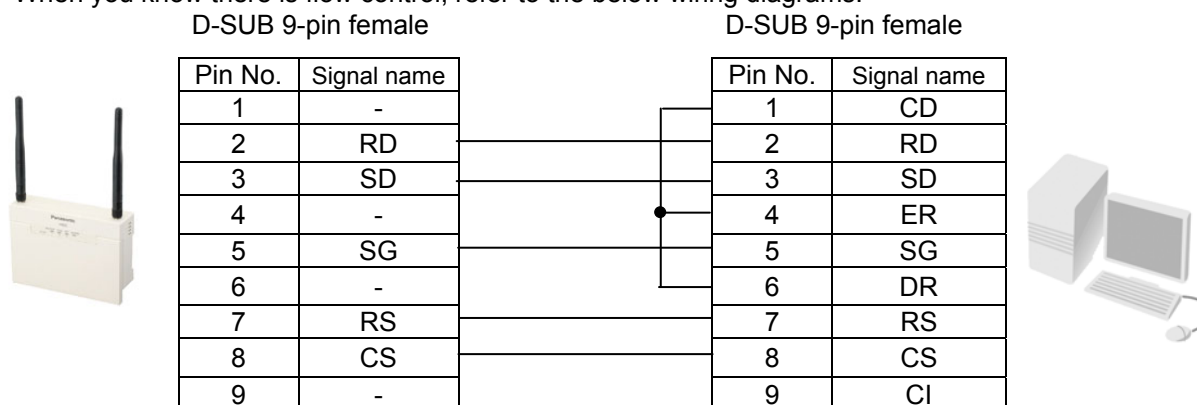 When you know there is flow control, refer to the below wiring diagrams.
D-SUB 9-pin female D-SUB 9-pin female
Pin No. Signal name Pin No. Signal name
1 - 1 CD
2 RD 2 RD
3 SD 3 SD
4 - 4 ER
5 SG 5 SG
6 - 6 DR
7 RS 7 RS
8 CS 8 CS
9 - 9 CI
Panasonic